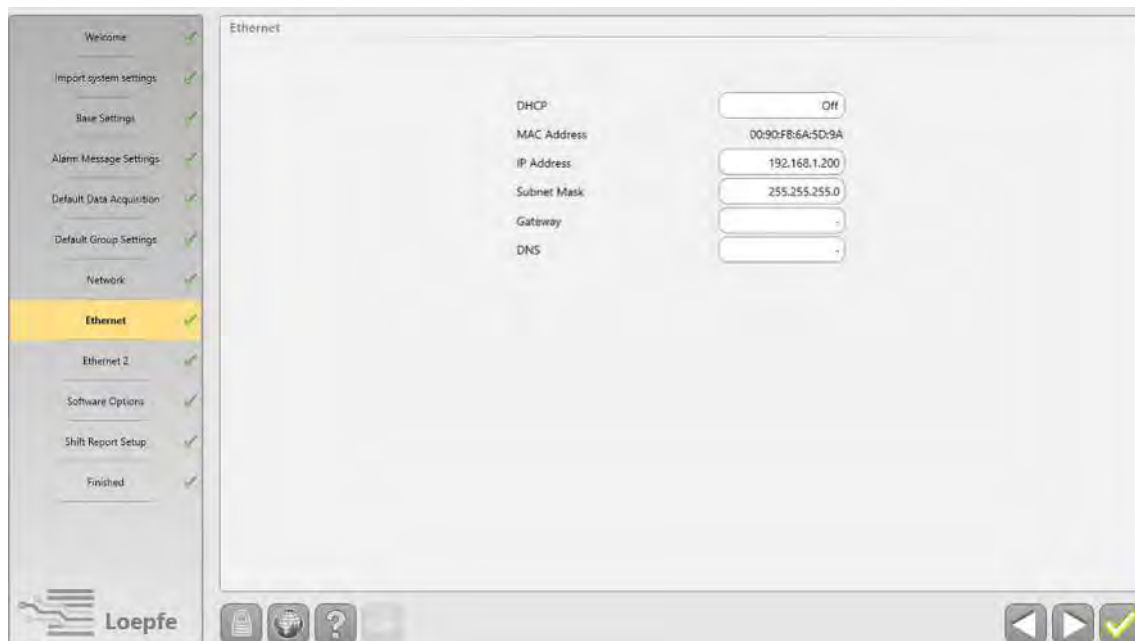 Welcome
Import system settings
Base Settings
Alarm Message Settings
Default Data Acquisition
Default Group Settings
Network
Ethernet
Ethernet 2
Software Options
Shift Report Setup
Finished
Loepfe
Ethernet
DHCP Off
MAC Address 00:90:FB:6A:5D:9A
IP Address 192.168.1.200
Subnet Mask 255.255.255.0
Gateway -
DNS -
?